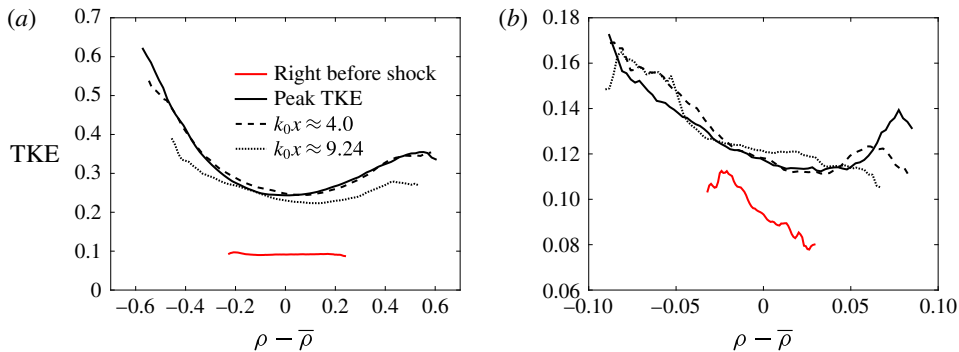 (a)
0.7
0.6
0.5
0.4
0.3
0.2
0.1
0
TKE
Right before shock
Peak TKE
k₀x ≈ 4.0
k₀x ≈ 9.24
−0.6 −0.4 −0.2 0 0.2 0.4 0.6
ρ − ρ̅
(b)
0.18
0.16
0.14
0.12
0.10
0.08
0.06
−0.10 −0.05 0 0.05 0.10
ρ − ρ̅